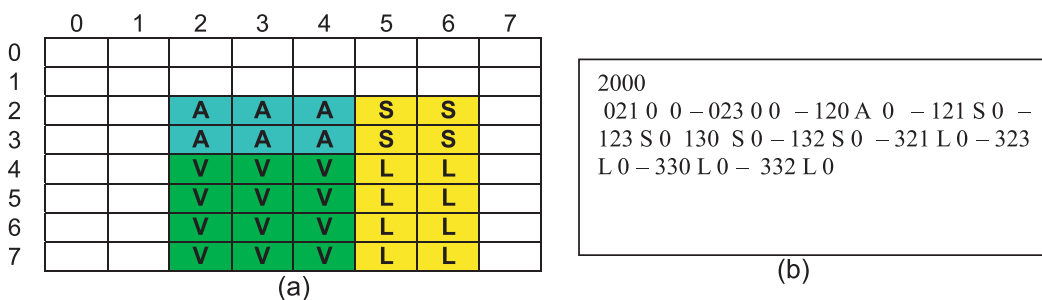 0 1 2 3 4 5 6 7
0
1
2 A A A S S
3 A A A S S
4 V V V L L
5 V V V L L
6 V V V L L
7 V V V L L
(a)
2000
021 0 0 – 023 0 0 – 120 A 0 – 121 S 0 –
123 S 0 130 S 0 – 132 S 0 – 321 L 0 – 323
L 0 – 330 L 0 – 332 L 0
(b)